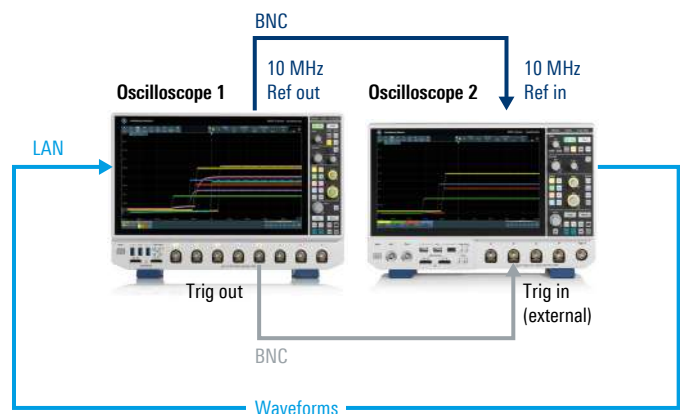 BNC
10 MHz
Ref out
10 MHz
Ref in
Oscilloscope 1
Oscilloscope 2
LAN
Trig out
Trig in
(external)
BNC
Waveforms